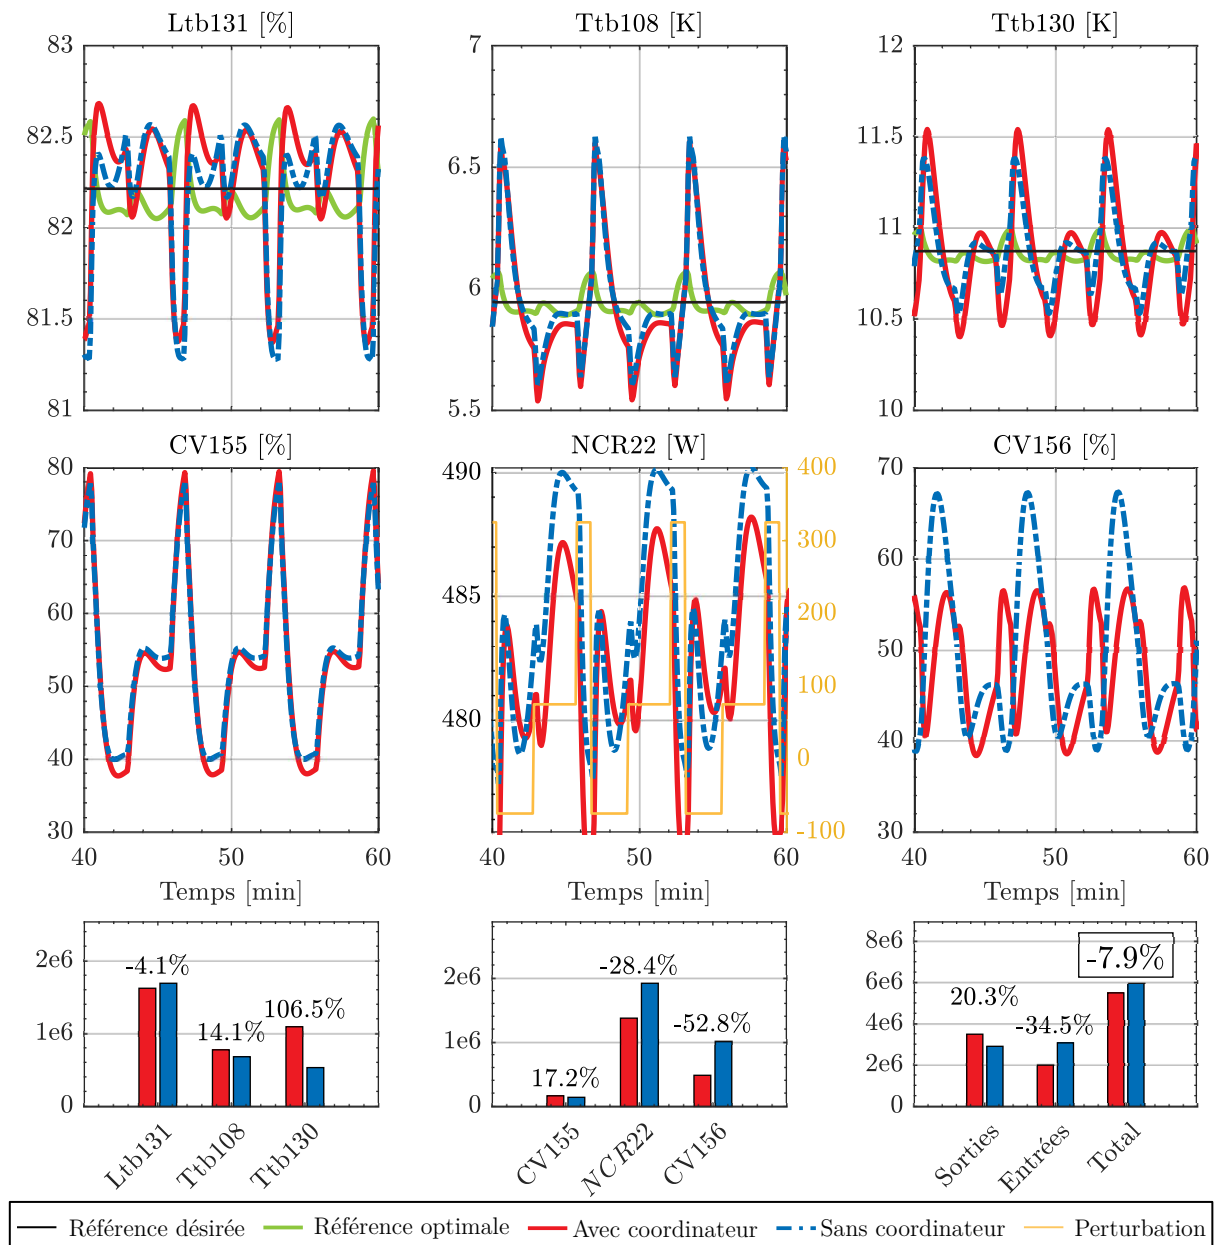 Ltb131 [%]
Ttb108 [K]
Ttb130 [K]
83
82.5
82
81.5
81
7
6.5
6
5.5
12
11.5
11
10.5
10
CV155 [%]
NCR22 [W]
CV156 [%]
80
70
60
50
40
30
40
50
60
Temps [min]
490
485
480
400
300
200
100
0
-100
40
50
60
Temps [min]
70
60
50
40
30
40
50
60
Temps [min]
2e6
1e6
0
-4.1%
14.1%
106.5%
Ltb131
Ttb108
Ttb130
2e6
1e6
0
17.2%
-28.4%
-52.8%
CV155
NCR22
CV156
8e6
6e6
4e6
2e6
0
20.3%
-34.5%
-7.9%
Sorties
Entrées
Total
Référence désirée
Référence optimale
Avec coordinateur
Sans coordinateur
Perturbation